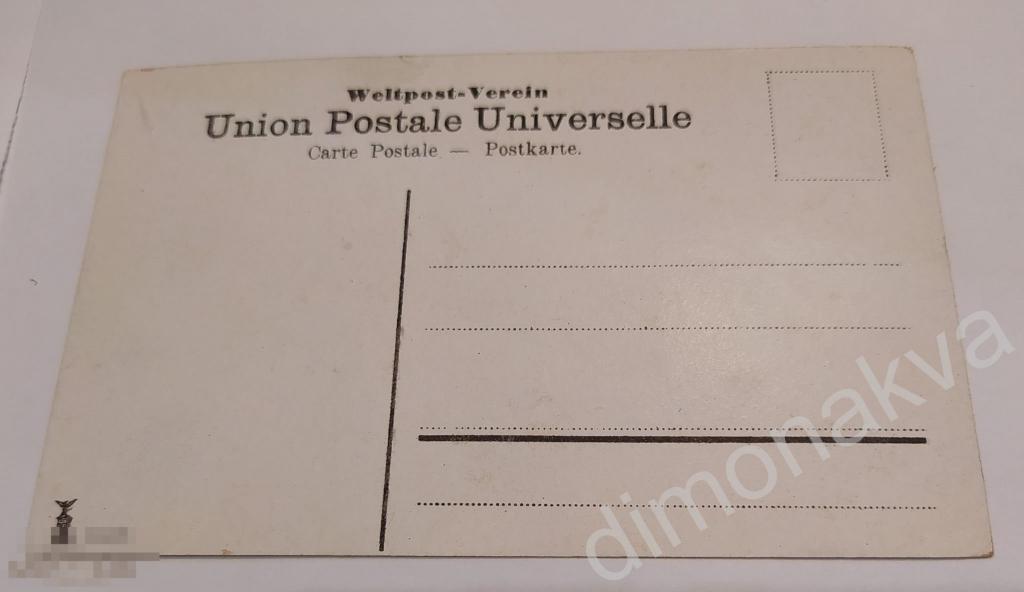 Weltpost-Verein
Union Postale Universelle
Carte Postale — Postkarte.
dimonakva